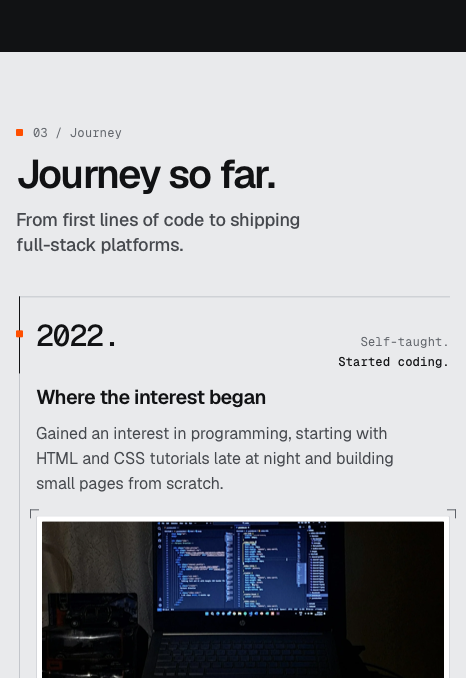 03 / Journey
Journey so far.
From first lines of code to shipping
full-stack platforms.
2022.
Self-taught.
Started coding.
Where the interest began
Gained an interest in programming, starting with
HTML and CSS tutorials late at night and building
small pages from scratch.